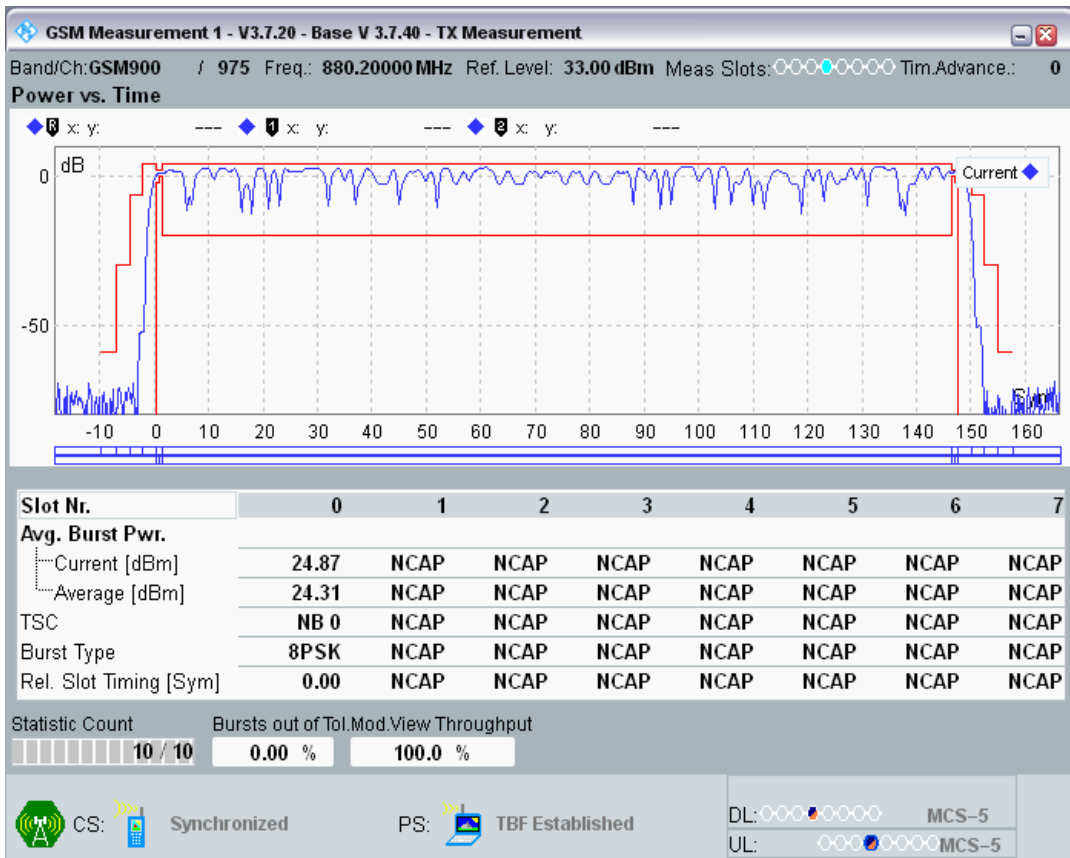 GSM Measurement 1 - V3.7.20 - Base V 3.7.40 - TX Measurement
Band/Ch:GSM900 / 975 Freq.: 880.20000 MHz Ref. Level: 33.00 dBm Meas Slots: Tim.Advance.: 0
Power vs. Time
R x: y: --- 1 x: y: --- 2 x: y: ---
dB
Current
0
-50
Sym
-10 0 10 20 30 40 50 60 70 80 90 100 110 120 130 140 150 160
Slot Nr. 0 1 2 3 4 5 6 7
Avg. Burst Pwr.
Current [dBm] 24.87 NCAP NCAP NCAP NCAP NCAP NCAP NCAP
Average [dBm] 24.31 NCAP NCAP NCAP NCAP NCAP NCAP NCAP
TSC NB 0 NCAP NCAP NCAP NCAP NCAP NCAP NCAP
Burst Type 8PSK NCAP NCAP NCAP NCAP NCAP NCAP NCAP
Rel. Slot Timing [Sym] 0.00 NCAP NCAP NCAP NCAP NCAP NCAP NCAP
Statistic Count Bursts out of Tol.Mod.View Throughput
10 / 10 0.00 % 100.0 %
CS: Synchronized PS: TBF Established
DL: MCS-5
UL: MCS-5